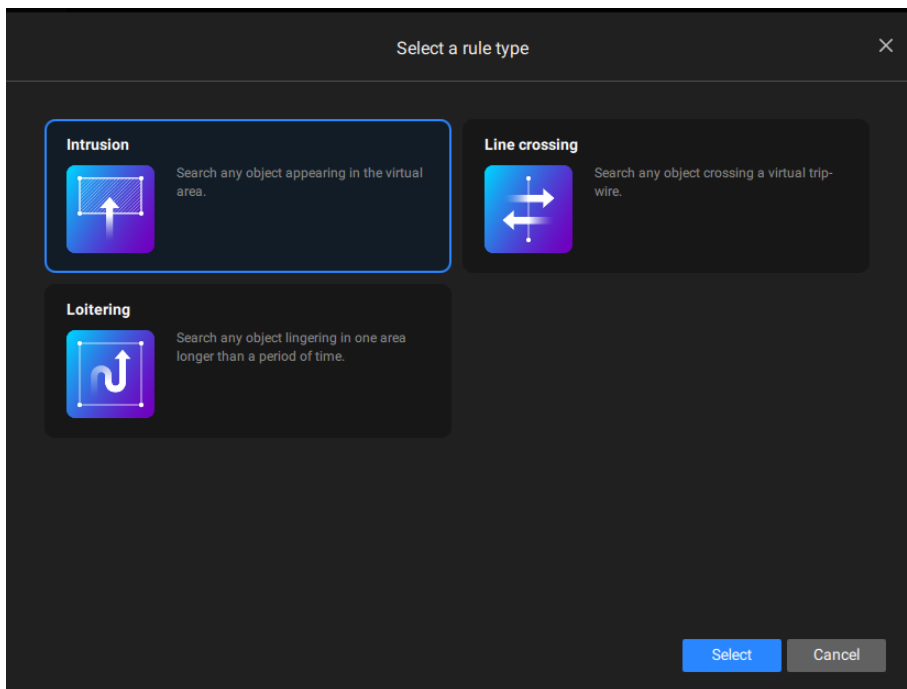 Select a rule type
Intrusion
Search any object appearing in the virtual
area.
Line crossing
Search any object crossing a virtual trip-
wire.
Loitering
Search any object lingering in one area
longer than a period of time.
Select
Cancel